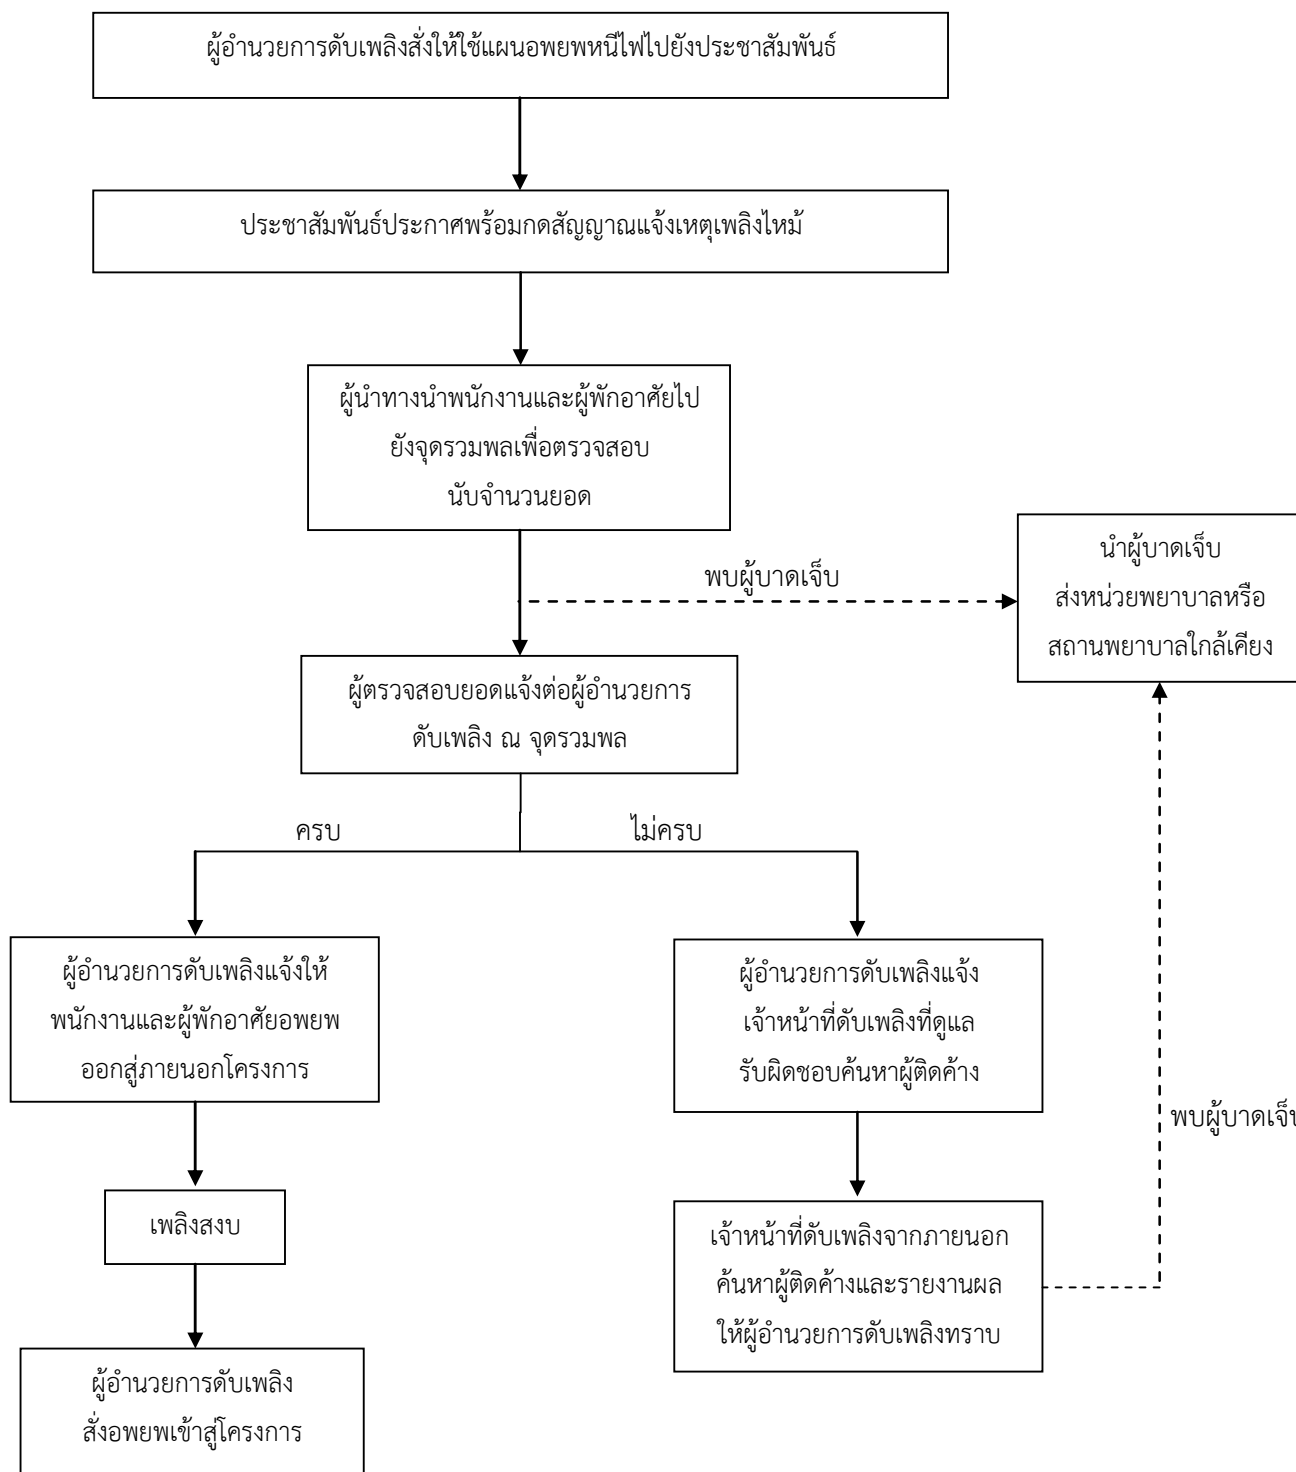 ผู้อำนวยการดับเพลิงสั่งให้ใช้แผนอพยพหนีไฟไปยังประชาสัมพันธ์
ประชาสัมพันธ์ประกาศพร้อมกดสัญญาณแจ้งเหตุเพลิงไหม้
ผู้นำทางนำพนักงานและผู้พักอาศัยไป
ยังจุดรวมพลเพื่อตรวจสอบ
นับจำนวนยอด
พบผู้บาดเจ็บ
นำผู้บาดเจ็บ
ส่งหน่วยพยาบาลหรือ
สถานพยาบาลใกล้เคียง
ผู้ตรวจสอบยอดแจ้งต่อผู้อำนวยการ
ดับเพลิง ณ จุดรวมพล
ครบ
ไม่ครบ
ผู้อำนวยการดับเพลิงแจ้งให้
พนักงานและผู้พักอาศัยอพยพ
ออกสู่ภายนอกโครงการ
ผู้อำนวยการดับเพลิงแจ้ง
เจ้าหน้าที่ดับเพลิงที่ดูแล
รับผิดชอบค้นหาผู้ติดค้าง
พบผู้บาดเจ็บ
เพลิงสงบ
เจ้าหน้าที่ดับเพลิงจากภายนอก
ค้นหาผู้ติดค้างและรายงานผล
ให้ผู้อำนวยการดับเพลิงทราบ
ผู้อำนวยการดับเพลิง
สั่งอพยพเข้าสู่โครงการ